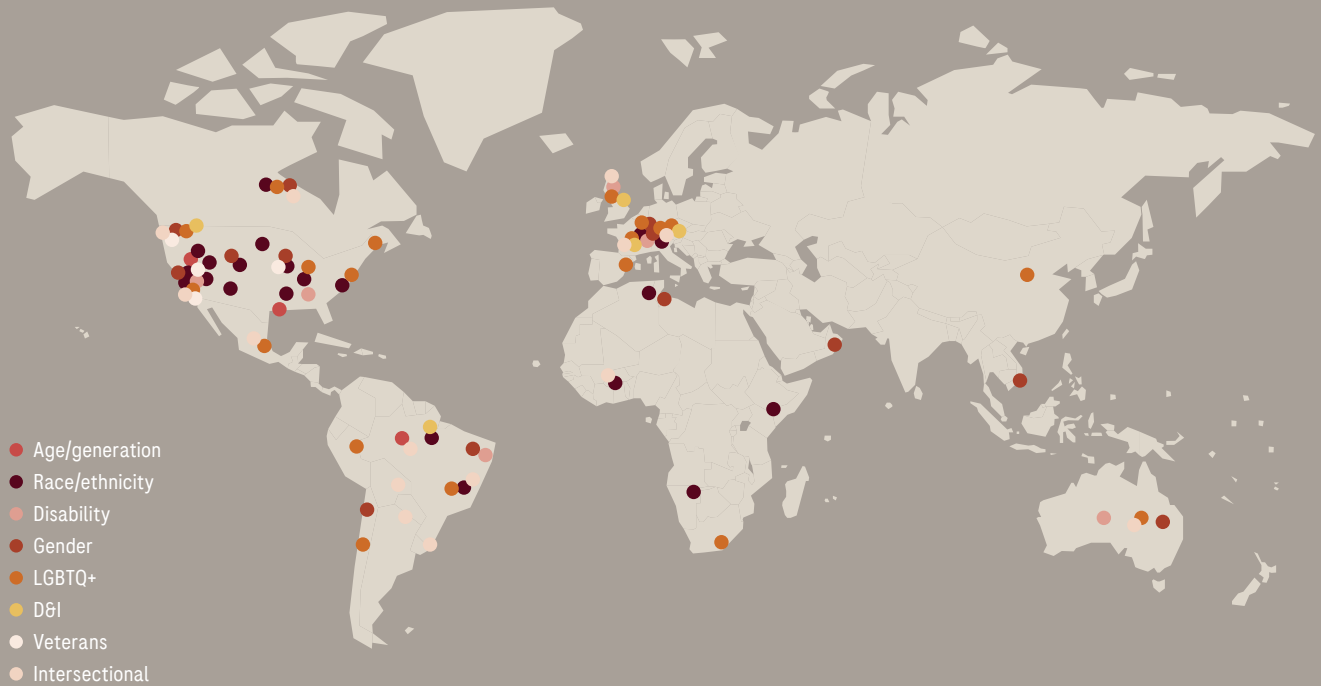 Age/generation
Race/ethnicity
Disability
Gender
LGBTQ+
D&I
Veterans
Intersectional